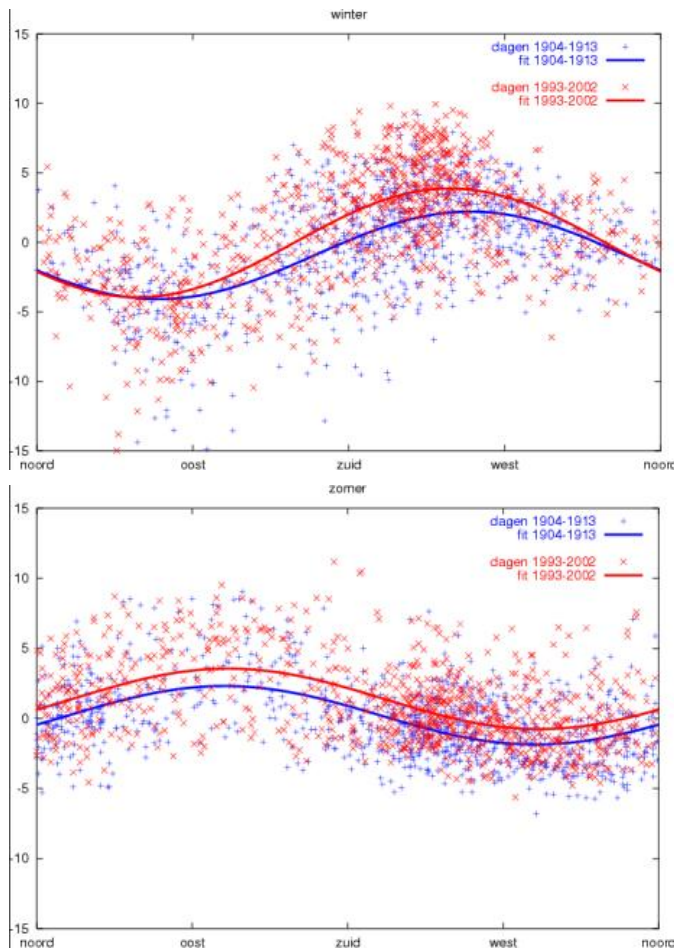 winter
15
dagen 1904-1913
fit 1904-1913
10
dagen 1993-2002
fit 1993-2002
5
0
-5
-10
-15
noord oost zuid west noord
zomer
15
dagen 1904-1913
fit 1904-1913
10
dagen 1993-2002
fit 1993-2002
5
0
-5
-10
-15
noord oost zuid west noord